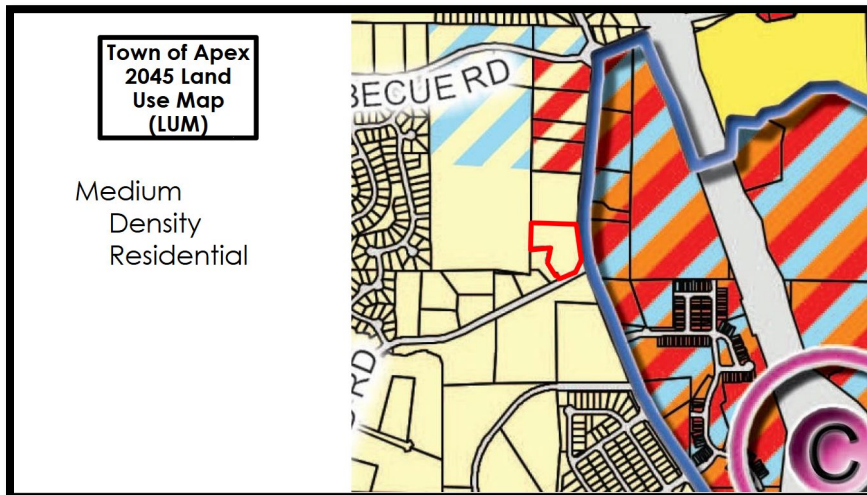 Town of Apex
2045 Land
Use Map
(LUM)
Medium
Density
Residential
BECUE RD
RD
C